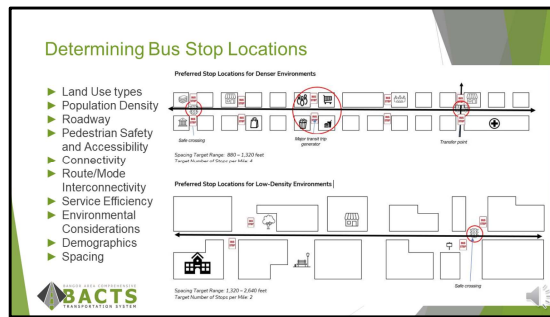 Determining Bus Stop Locations
Land Use types
Population Density
Roadway
Pedestrian Safety
and Accessibility
Connectivity
Route/Mode
Interconnectivity
Service Efficiency
Environmental
Considerations
Demographics
Spacing
Preferred Stop Locations for Denser Environments
Safe crossing
Major transit trip
generator
Transfer point
Spacing Target Range: 880 – 1,320 feet
Target Number of Stops per Mile: 4
Preferred Stop Locations for Low-Density Environments
Safe crossing
Spacing Target Range: 1,320 – 2,640 feet
Target Number of Stops per Mile: 2
BANGOR AREA COMPREHENSIVE
BACTS
TRANSPORTATION SYSTEM